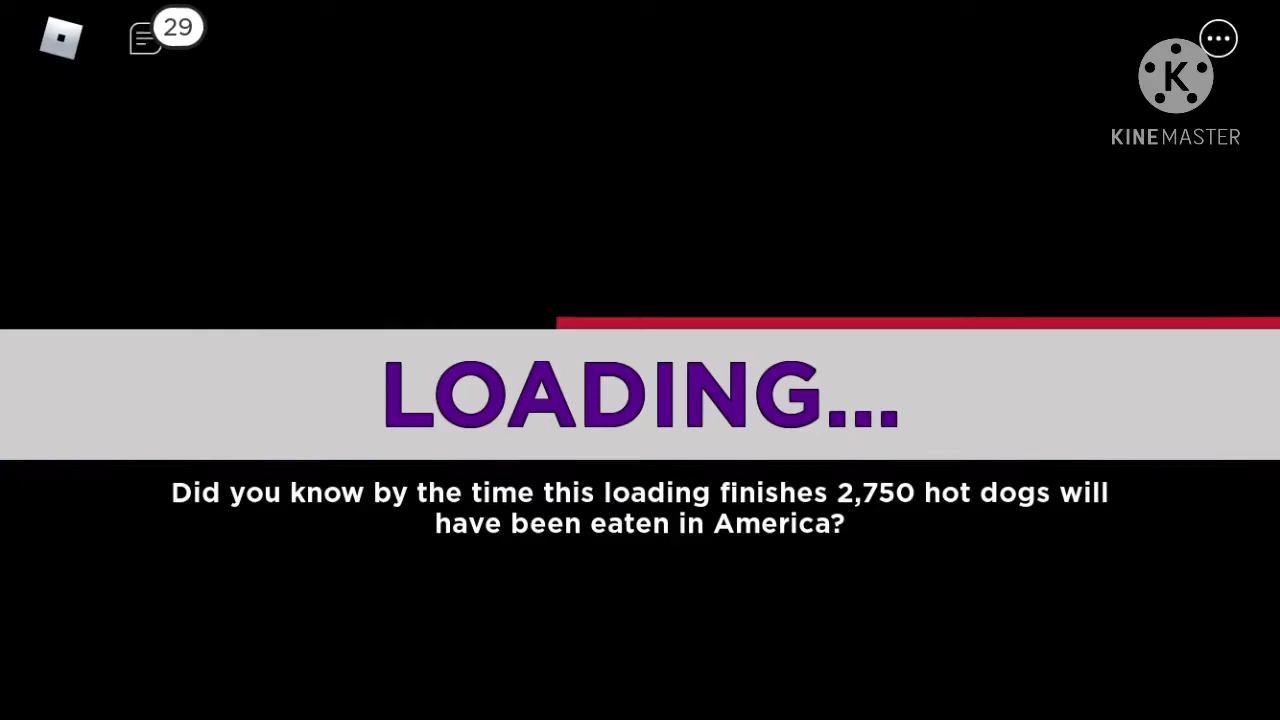 29
K
KINEMASTER
LOADING...
Did you know by the time this loading finishes 2,750 hot dogs will
have been eaten in America?